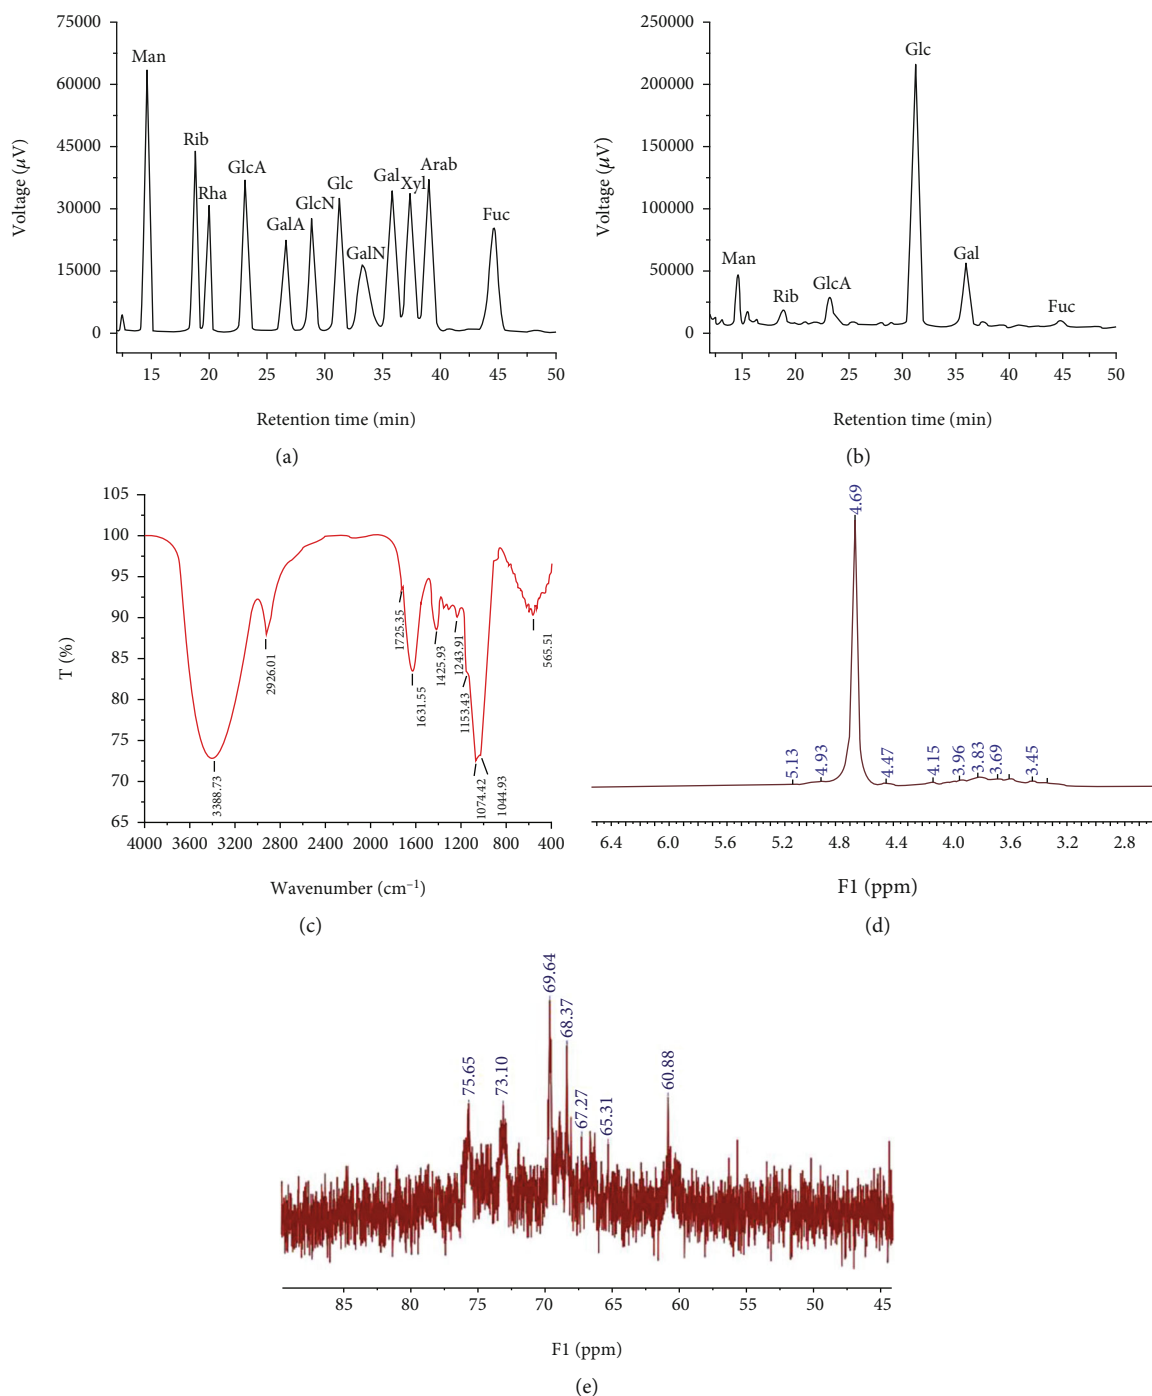 75000
60000
45000
30000
15000
0
Voltage (μV)
Man
Rib
Rha
GlcA
GalA
GlcN
Glc
GalN
Gal
Xyl
Arab
Fuc
15 20 25 30 35 40 45 50
Retention time (min)
(a)
250000
200000
150000
100000
50000
0
Voltage (μV)
Man
Rib
GlcA
Glc
Gal
Fuc
15 20 25 30 35 40 45 50
Retention time (min)
(b)
105
100
95
90
85
80
75
70
65
T (%)
3388.73
2926.01
1725.35
1631.55
1425.93
1243.91
1153.43
1074.42
1044.93
565.51
4000 3600 3200 2800 2400 2000 1600 1200 800 400
Wavenumber (cm⁻¹)
(c)
5.13
4.93
4.69
4.47
4.15
3.96
3.83
3.69
3.45
6.4 6.0 5.2 4.8 4.4 4.0 3.6 3.2 2.8
F1 (ppm)
(d)
75.65
73.10
69.64
68.37
67.27
65.31
60.88
85 80 75 70 65 60 55 50 45
F1 (ppm)
(e)